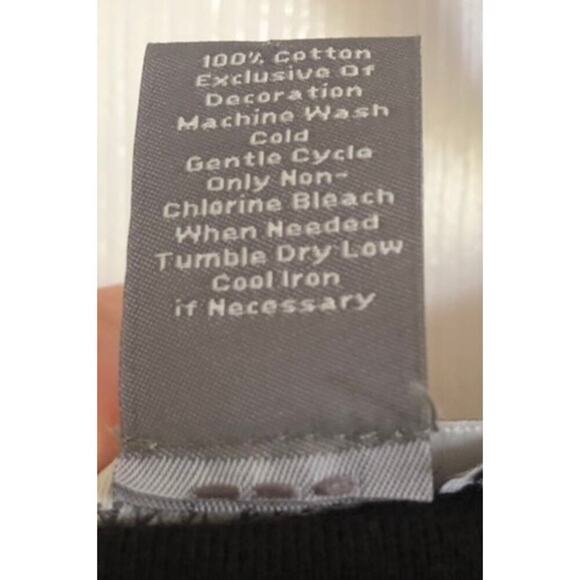 100% Cotton
Exclusive Of
Decoration
Machine Wash
Cold
Gentle Cycle
Only Non-
Chlorine Bleach
When Needed
Tumble Dry Low
Cool Iron
if Necessary